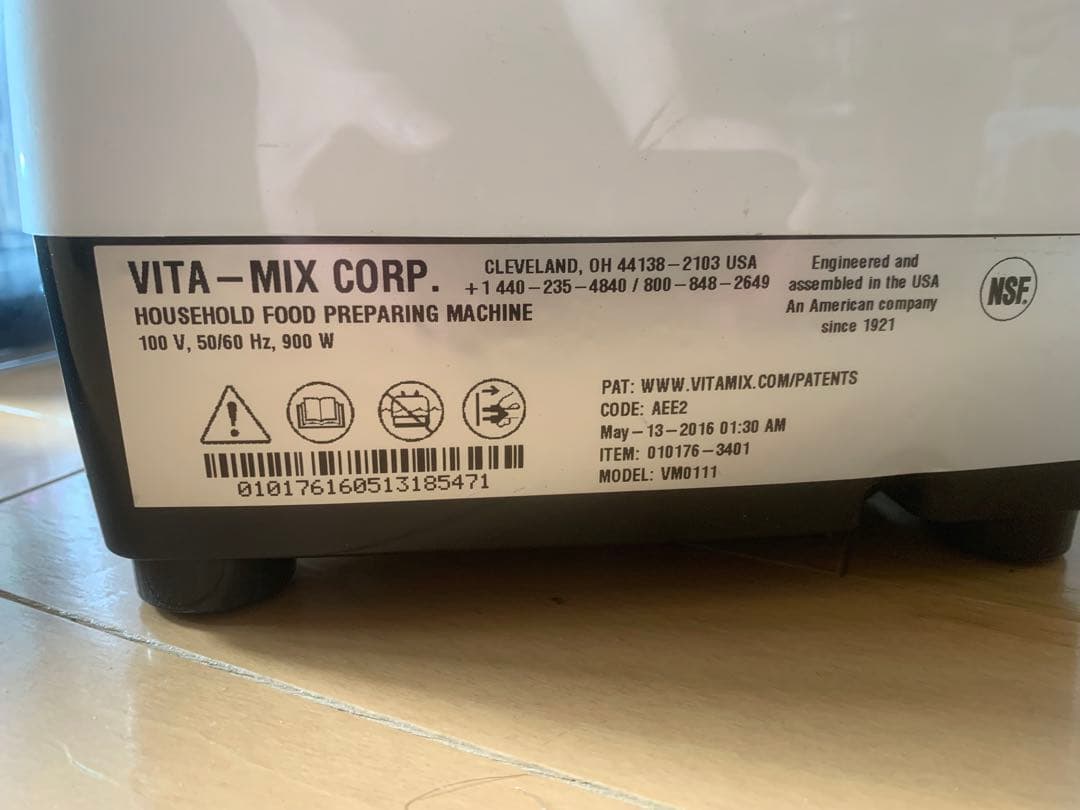 VITA-MIX CORP.
HOUSEHOLD FOOD PREPARING MACHINE
100 V, 50/60 Hz, 900 W
CLEVELAND, OH 44138-2103 USA
+1 440-235-4840 / 800-848-2649
Engineered and
assembled in the USA
An American company
since 1921
NSF.
PAT: WWW.VITAMIX.COM/PATENTS
CODE: AEE2
May-13-2016 01:30 AM
ITEM: 010176-3401
MODEL: VM0111
010176160513185471